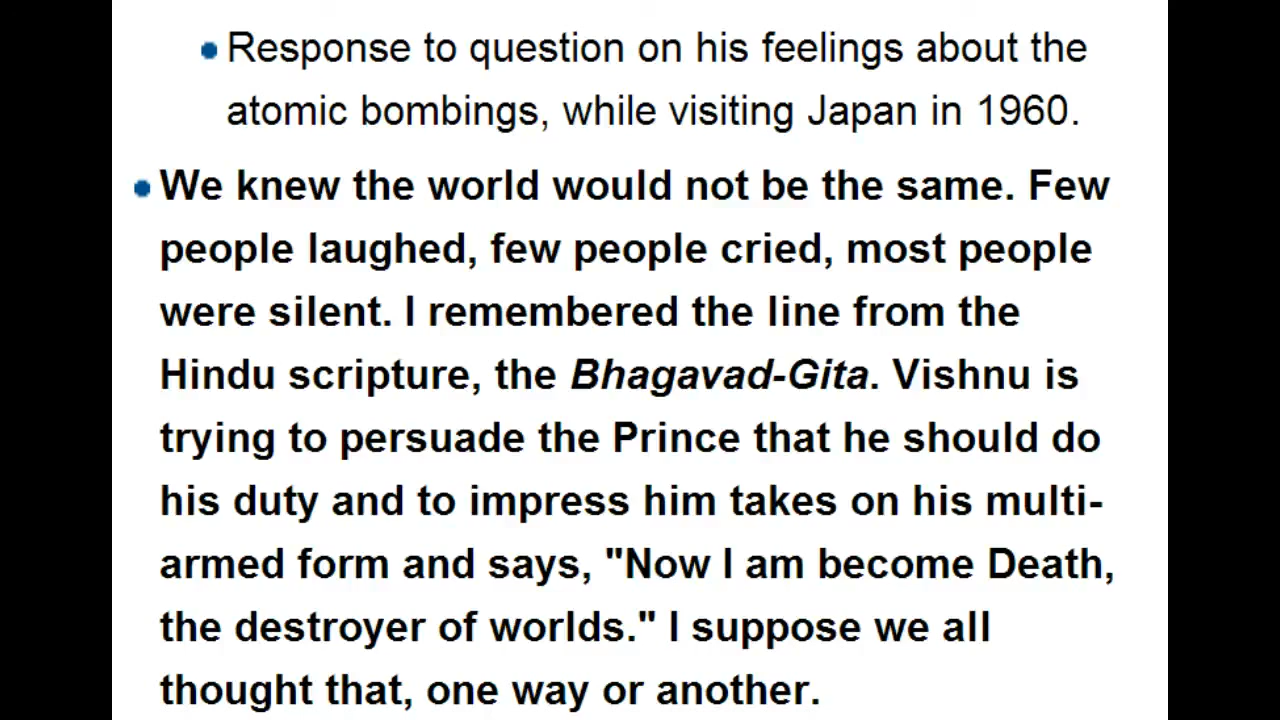 Response to question on his feelings about the
atomic bombings, while visiting Japan in 1960.
We knew the world would not be the same. Few
people laughed, few people cried, most people
were silent. I remembered the line from the
Hindu scripture, the Bhagavad-Gita. Vishnu is
trying to persuade the Prince that he should do
his duty and to impress him takes on his multi-
armed form and says, "Now I am become Death,
the destroyer of worlds." I suppose we all
thought that, one way or another.